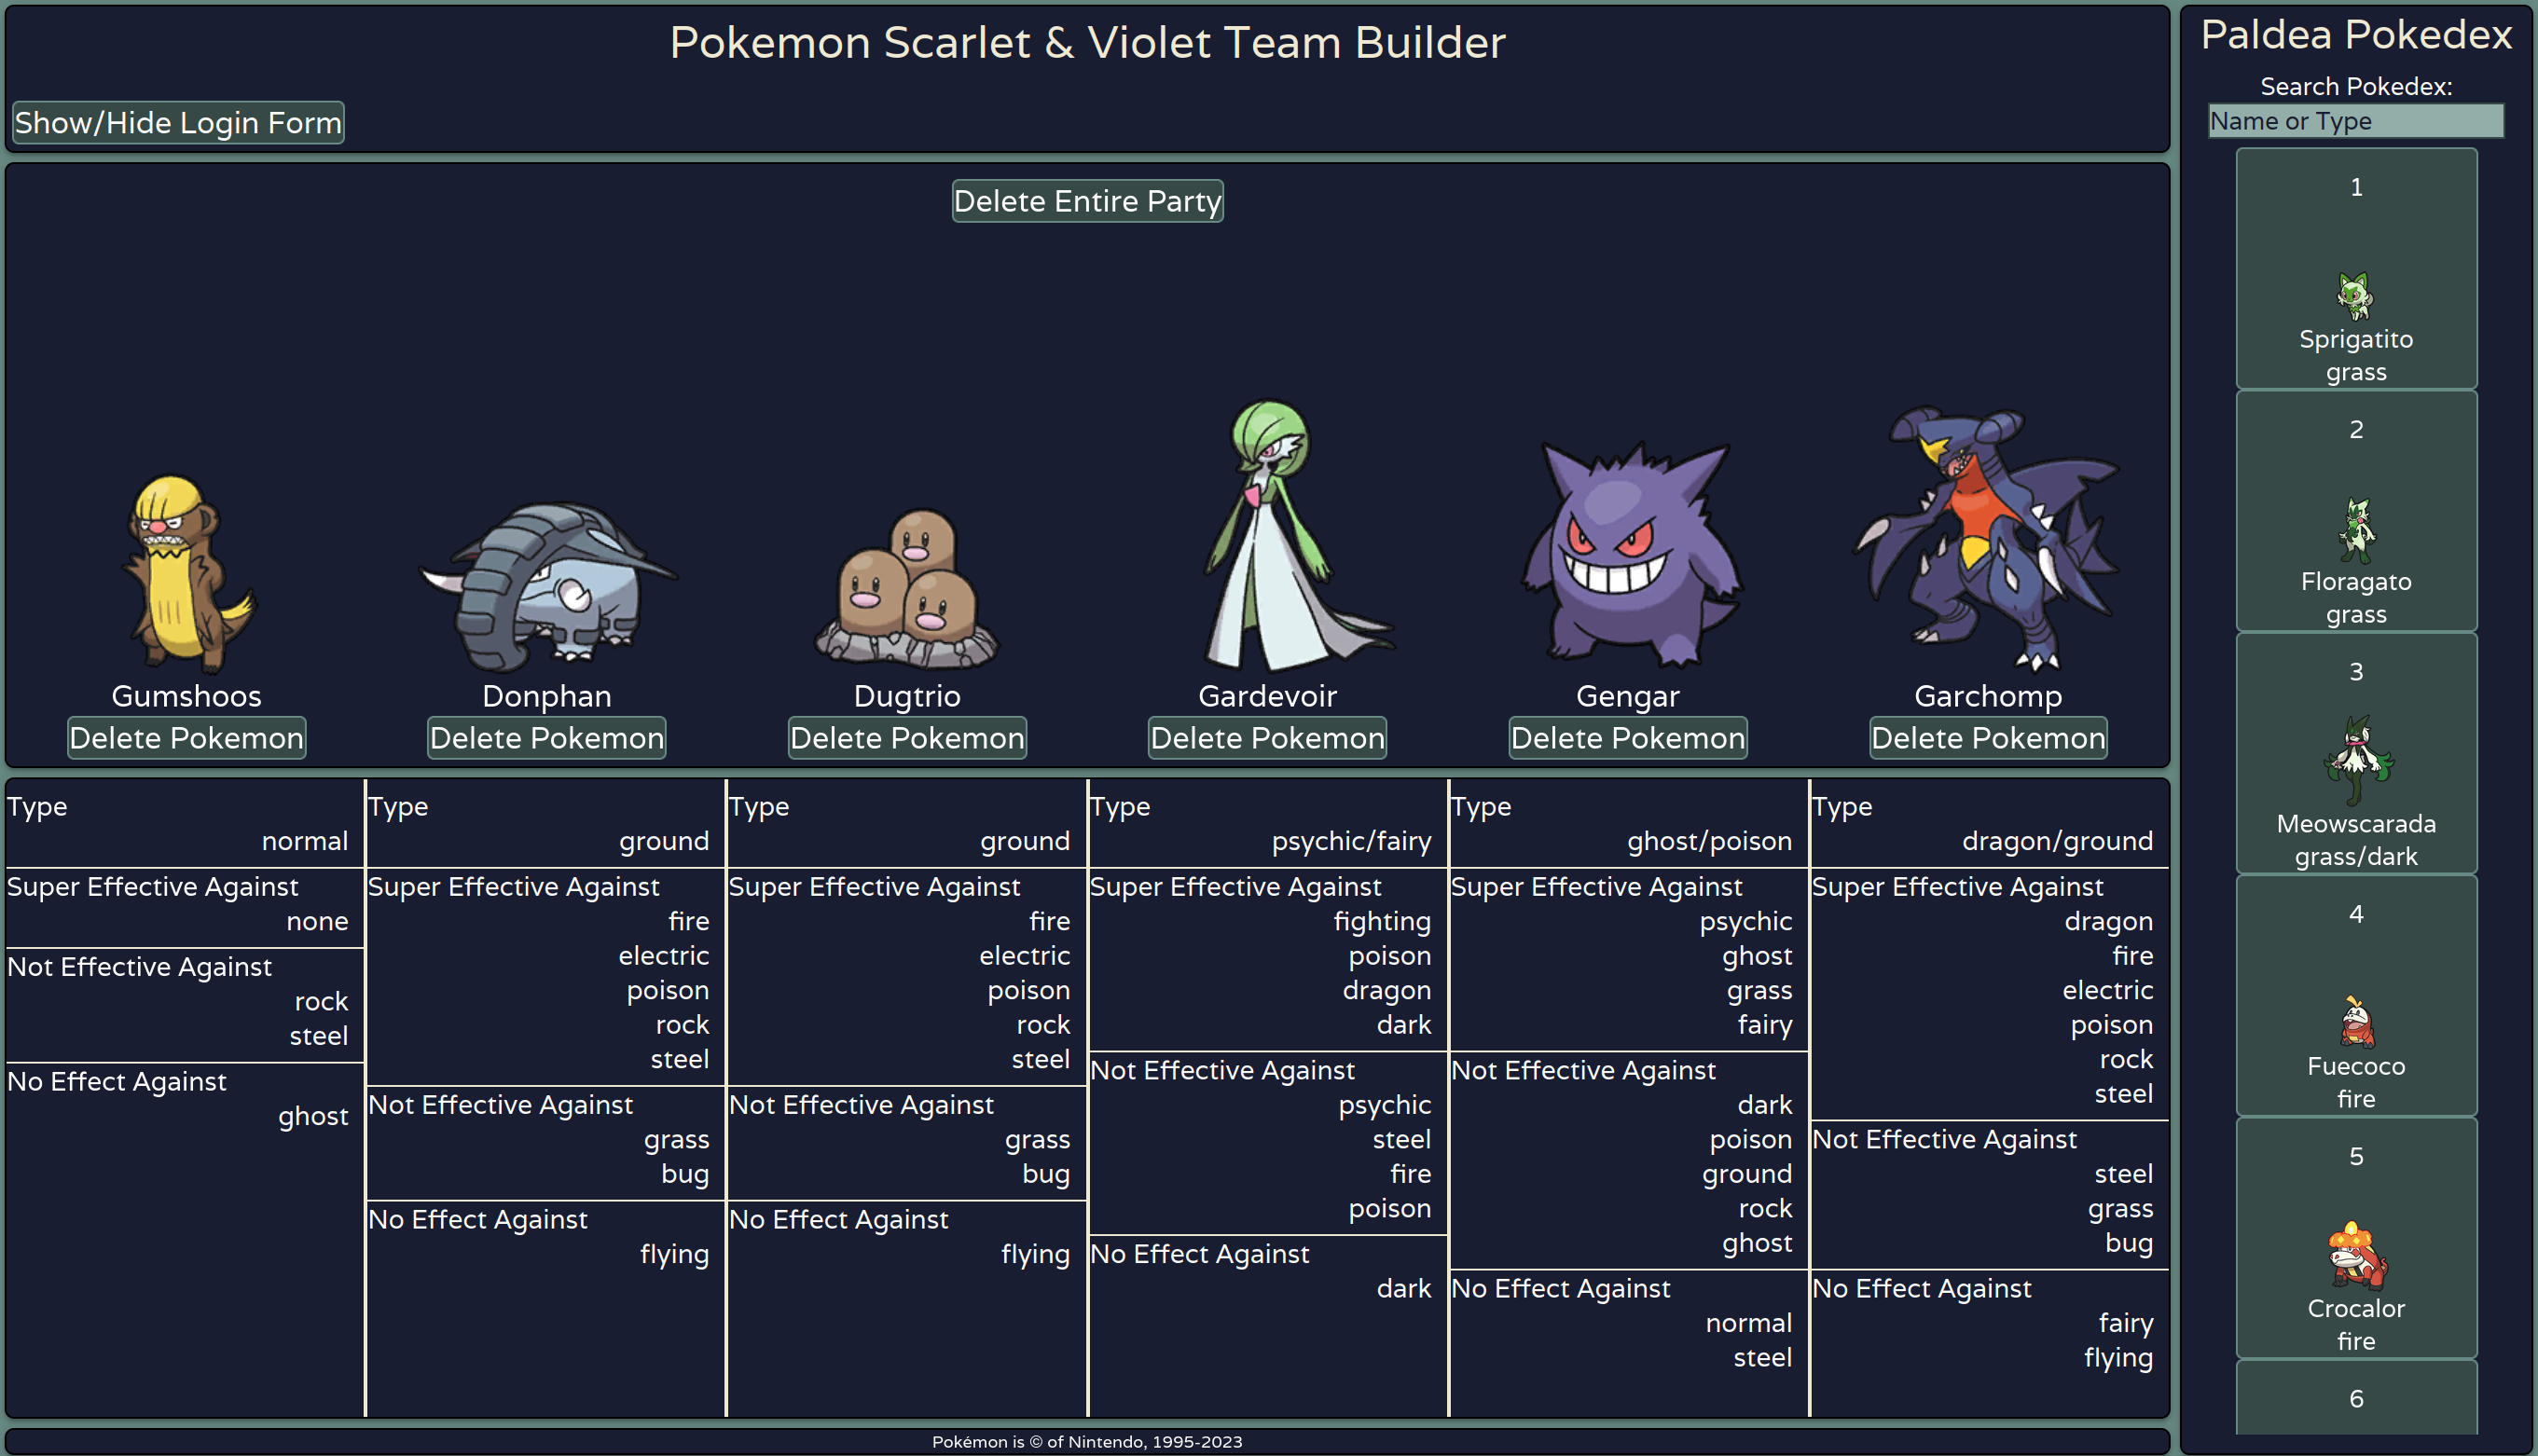 Pokemon Scarlet & Violet Team Builder
Show/Hide Login Form
Delete Entire Party
Gumshoos
Delete Pokemon
Donphan
Delete Pokemon
Dugtrio
Delete Pokemon
Gardevoir
Delete Pokemon
Gengar
Delete Pokemon
Garchomp
Delete Pokemon
Type
normal
Super Effective Against
none
Not Effective Against
rock
steel
No Effect Against
ghost
Type
ground
Super Effective Against
fire
electric
poison
rock
steel
Not Effective Against
grass
bug
No Effect Against
flying
Type
ground
Super Effective Against
fire
electric
poison
rock
steel
Not Effective Against
grass
bug
No Effect Against
flying
Type
psychic/fairy
Super Effective Against
fighting
poison
dragon
dark
Not Effective Against
psychic
steel
fire
poison
No Effect Against
dark
Type
ghost/poison
Super Effective Against
psychic
ghost
grass
fairy
Not Effective Against
dark
poison
ground
rock
ghost
No Effect Against
normal
steel
Type
dragon/ground
Super Effective Against
dragon
fire
electric
poison
rock
steel
Not Effective Against
steel
grass
bug
No Effect Against
fairy
flying
Pokémon is © of Nintendo, 1995-2023
Paldea Pokedex
Search Pokedex:
Name or Type
1
Sprigatito
grass
2
Floragato
grass
3
Meowscarada
grass/dark
4
Fuecoco
fire
5
Crocalor
fire
6